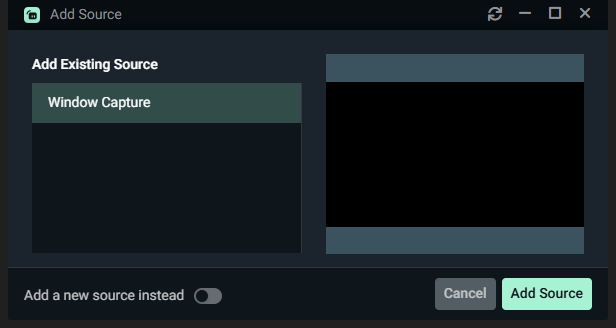 Add Source
Add Existing Source
Window Capture
Add a new source instead
Cancel
Add Source